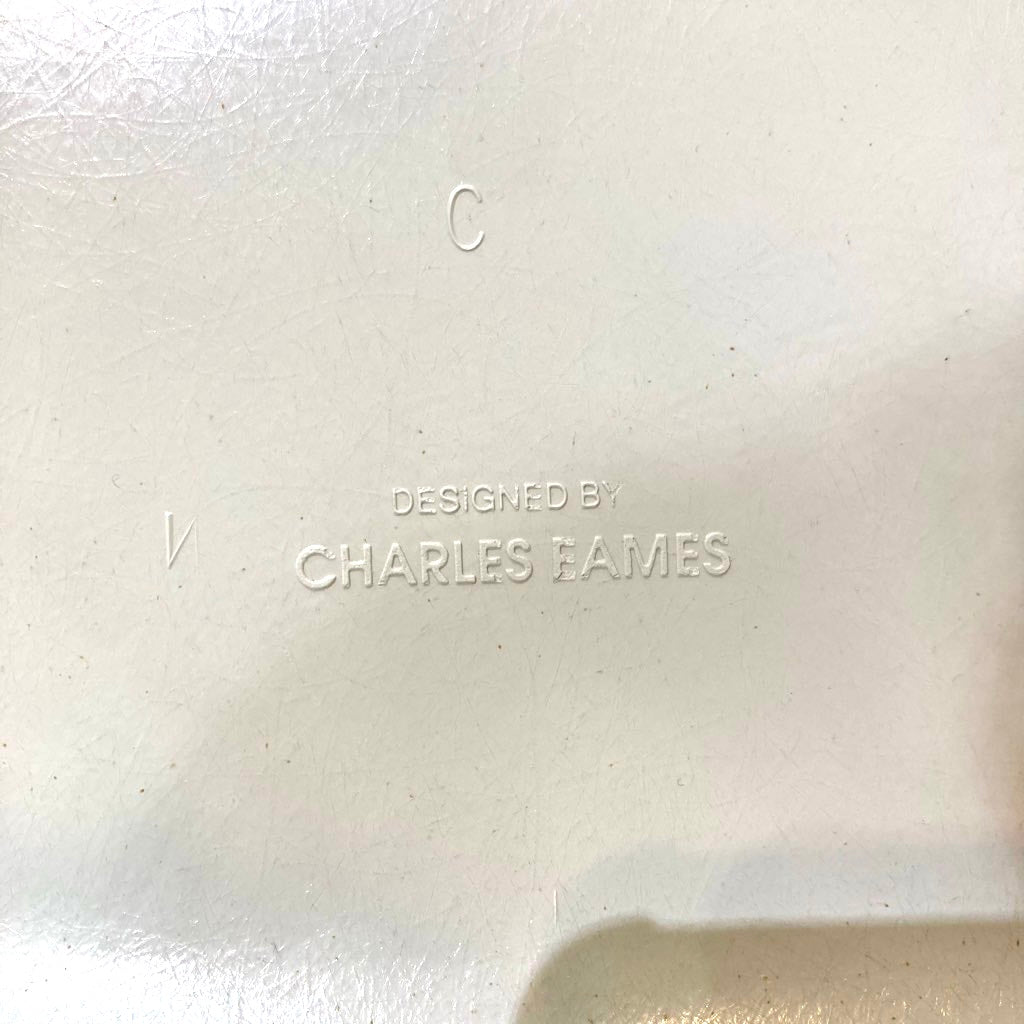 C
DESIGNED BY
И
CHARLES EAMES